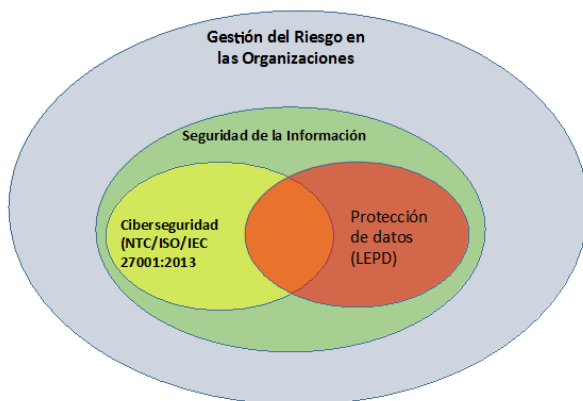 Gestión del Riesgo en
las Organizaciones
Seguridad de la Información
Ciberseguridad
(NTC/ISO/IEC
27001:2013
Protección
de datos
(LEPD)